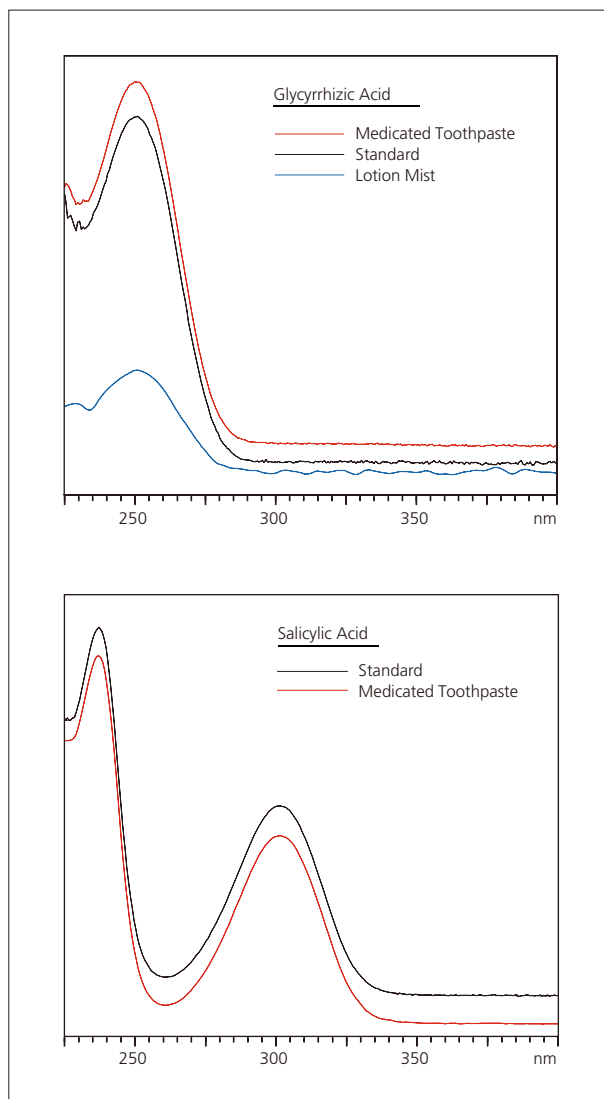 Glycyrrhizic Acid
Medicated Toothpaste
Standard
Lotion Mist
250 300 350 nm
Salicylic Acid
Standard
Medicated Toothpaste
250 300 350 nm